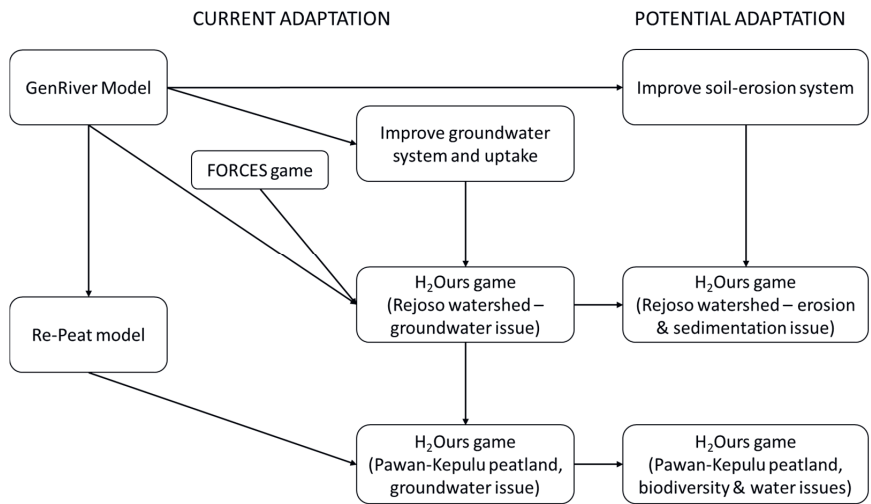 CURRENT ADAPTATION
POTENTIAL ADAPTATION
GenRiver Model
Improve soil-erosion system
Improve groundwater
system and uptake
FORCES game
H₂Ours game
(Rejoso watershed –
groundwater issue)
H₂Ours game
(Rejoso watershed – erosion
& sedimentation issue)
Re-Peat model
H₂Ours game
(Pawan-Kepulu peatland,
groundwater issue)
H₂Ours game
(Pawan-Kepulu peatland,
biodiversity & water issues)